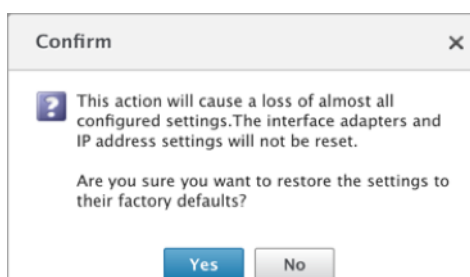 Confirm
×
?
This action will cause a loss of almost all
configured settings.The interface adapters and
IP address settings will not be reset.
Are you sure you want to restore the settings to
their factory defaults?
Yes
No